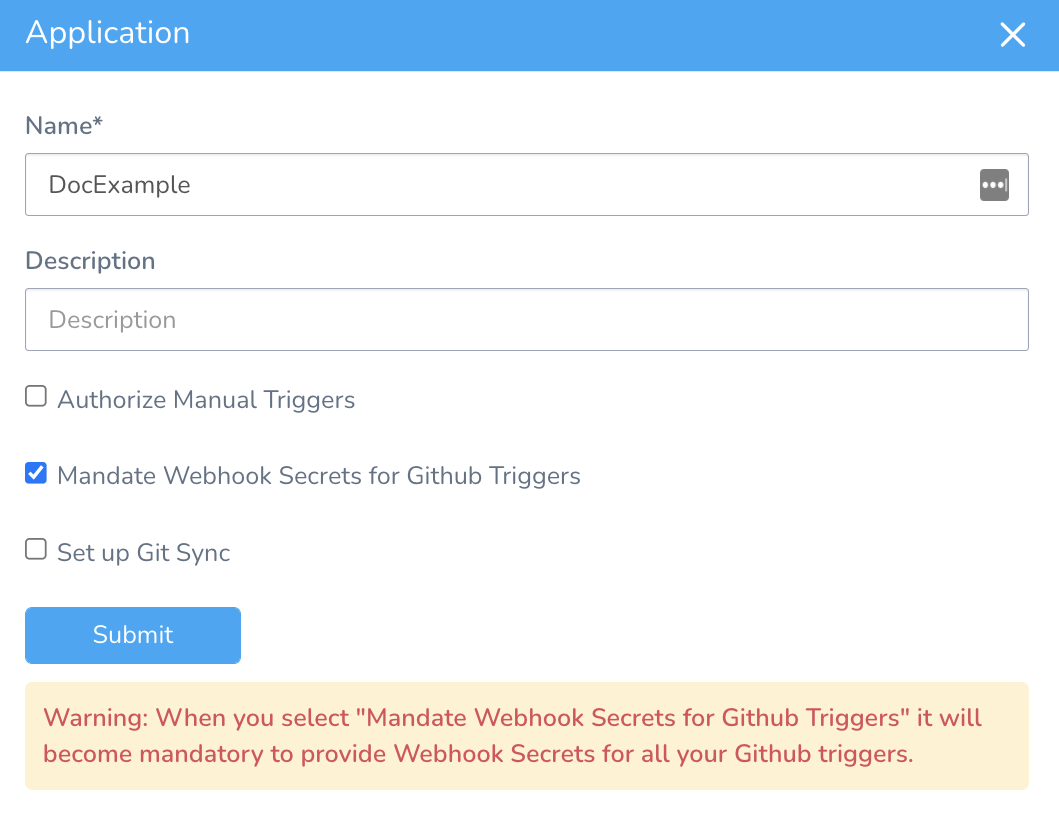 Application
Name*
DocExample
Description
Description
Authorize Manual Triggers
Mandate Webhook Secrets for Github Triggers
Set up Git Sync
Submit
Warning: When you select "Mandate Webhook Secrets for Github Triggers" it will
become mandatory to provide Webhook Secrets for all your Github triggers.